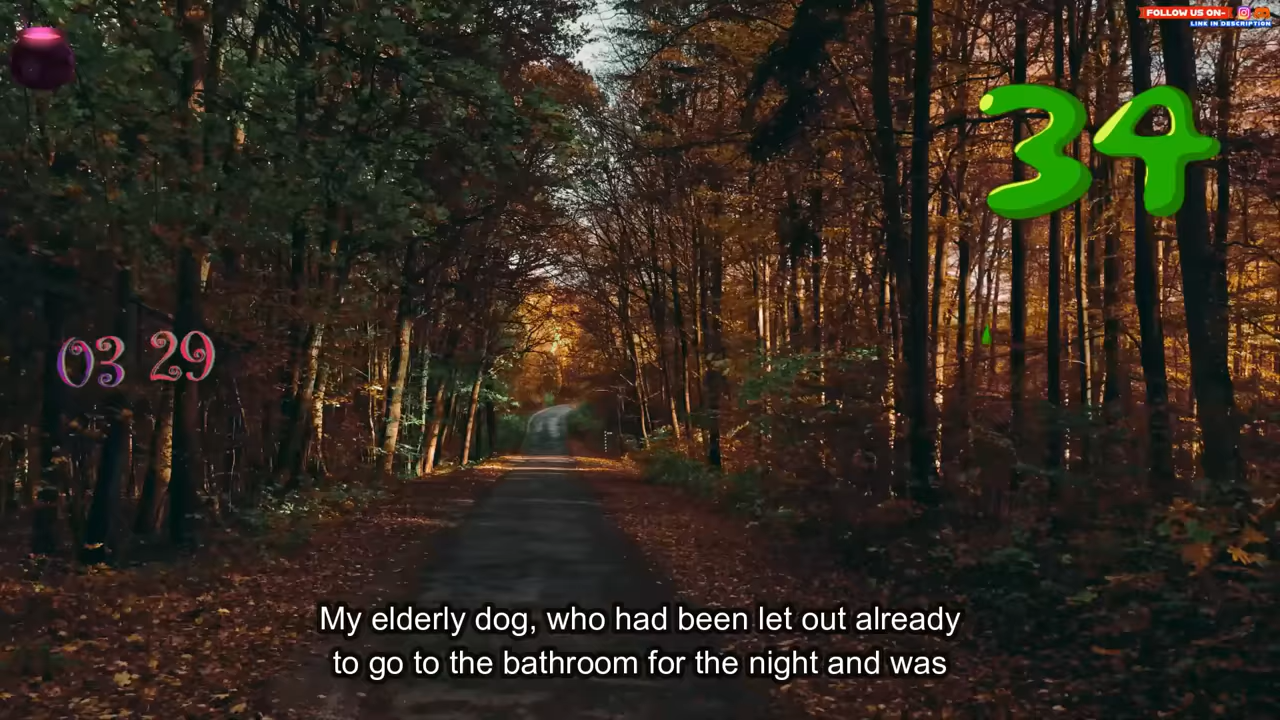 FOLLOW US ON-
LINK IN DESCRIPTION
34
03 29
My elderly dog, who had been let out already
to go to the bathroom for the night and was